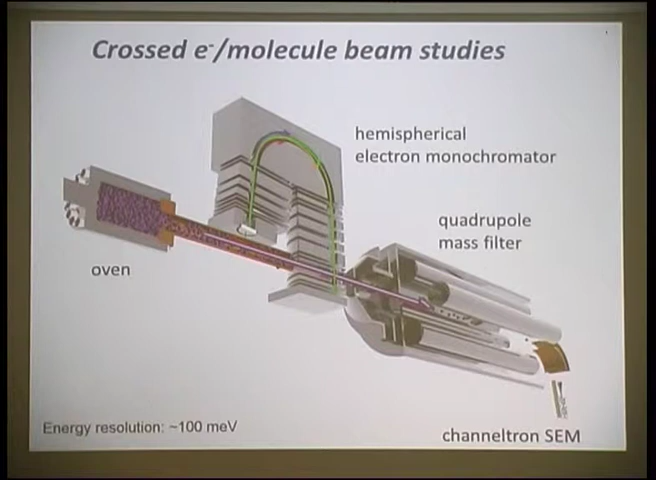 Crossed e-/molecule beam studies
hemispherical
electron monochromator
quadrupole
mass filter
oven
Energy resolution: ~100 meV
channeltron SEM